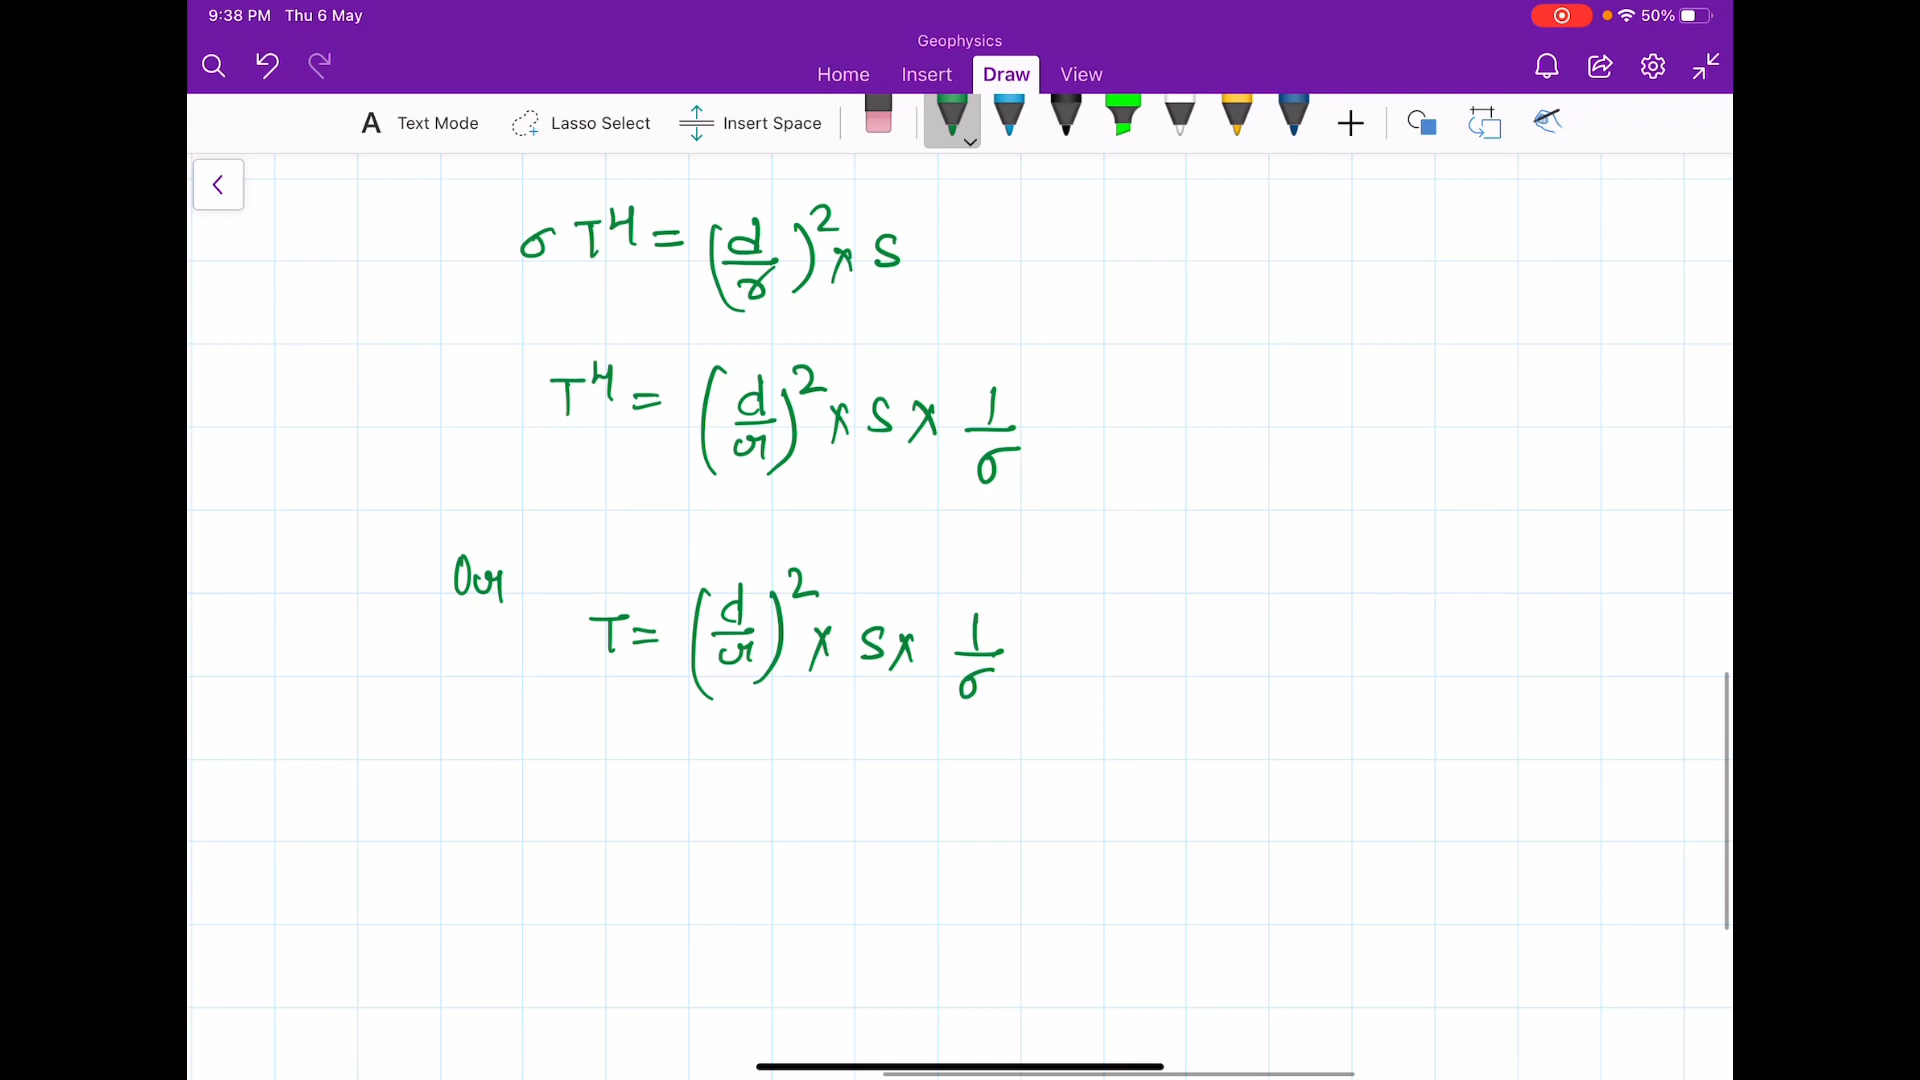 9:38 PM Thu 6 May 50%
Geophysics
Home Insert Draw View
A Text Mode Lasso Select Insert Space
σ T⁴ = (d/r)² × S
T⁴ = (d/r)² × S × 1/σ
Or
T = (d/r)² × S × 1/σ